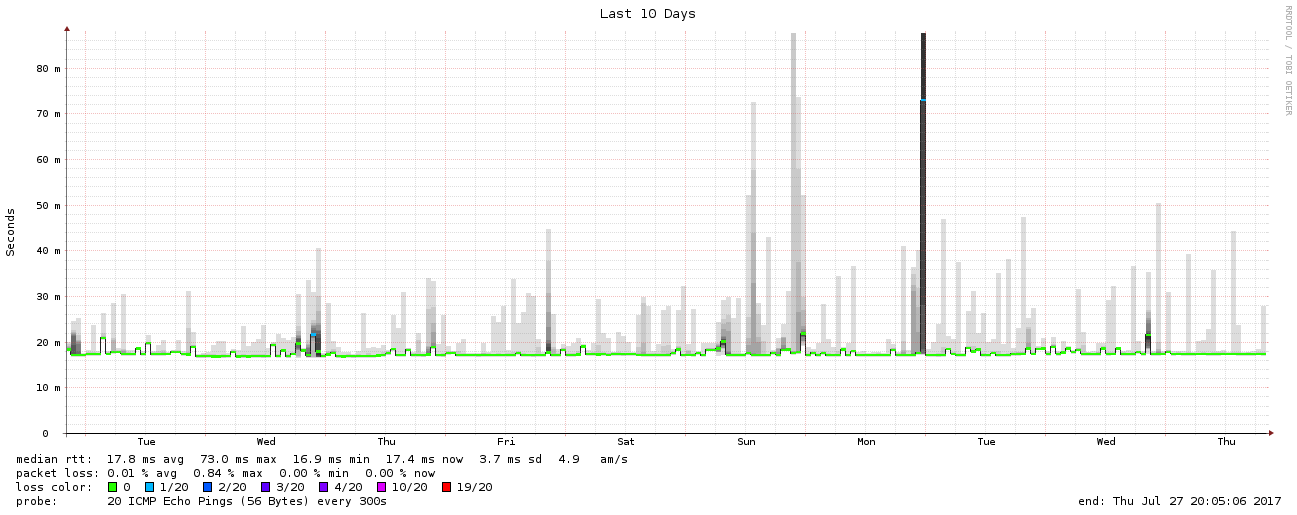 Last 10 Days
RRDTOOL / TOBI OETIKER
Seconds
80 m
70 m
60 m
50 m
40 m
30 m
20 m
10 m
0
Tue Wed Thu Fri Sat Sun Mon Tue Wed Thu
median rtt: 17.8 ms avg 73.0 ms max 16.9 ms min 17.4 ms now 3.7 ms sd 4.9 am/s
packet loss: 0.01 % avg 0.84 % max 0.00 % min 0.00 % now
loss color: 0 1/20 2/20 3/20 4/20 10/20 19/20
probe: 20 ICMP Echo Pings (56 Bytes) every 300s end: Thu Jul 27 20:05:06 2017